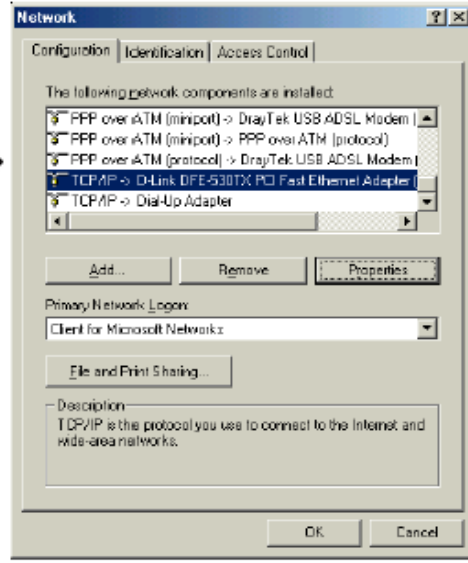 Network
Configuration Identification Access Control
The following network components are installed:
PPP over ATM (miniport) -> DrayTek USB ADSL Modem (
PPP over ATM (miniport) -> PPP over ATM (protocol)
PPP over ATM (protocol) -> DrayTek USB ADSL Modem (
TCP/IP -> D-Link DFE-530TX PCI Fast Ethernet Adapter (
TCP/IP -> Dial-Up Adapter
Add... Remove Properties
Primary Network Logon:
Client for Microsoft Networks
File and Print Sharing...
Description
TCP/IP is the protocol you use to connect to the Internet and
wide-area networks.
OK Cancel